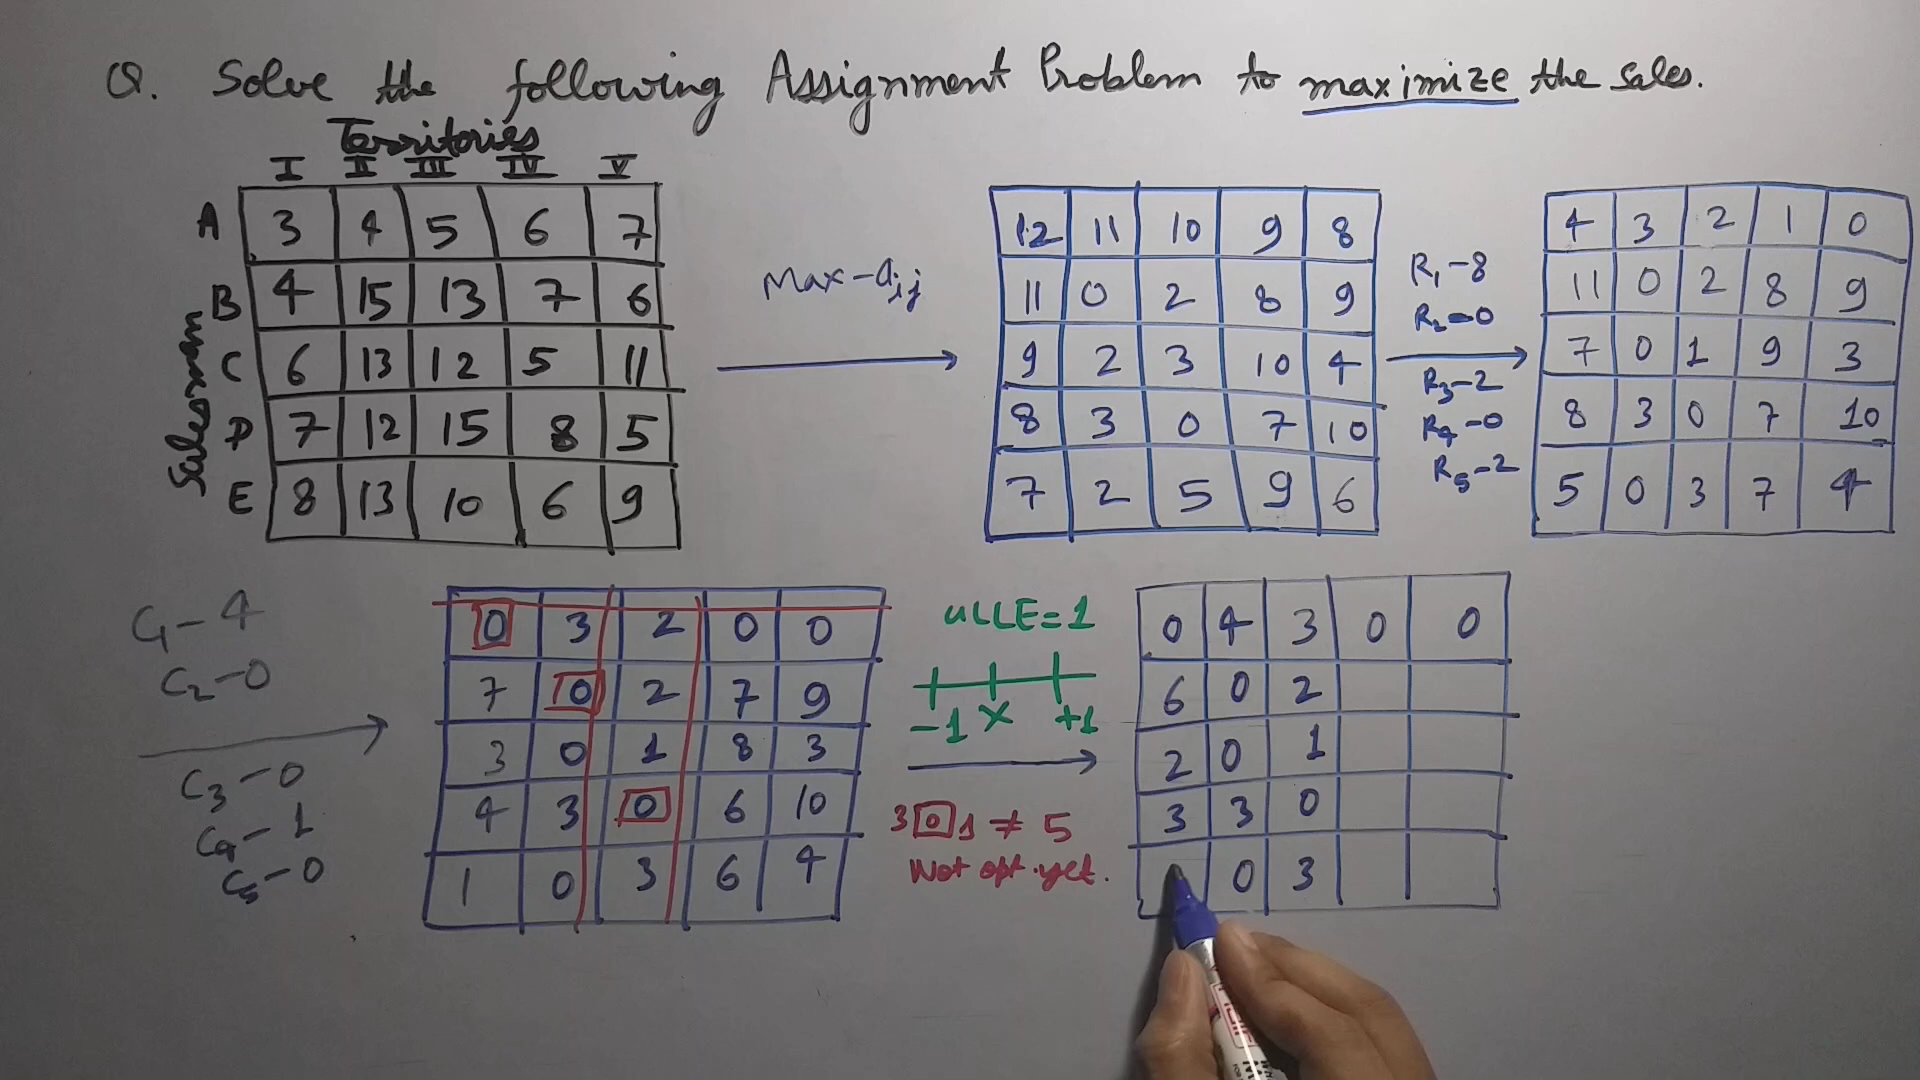 Q. Solve the following Assignment Problem to maximize the sales.
Territories
I II III IV V
Salesman
A 3 4 5 6 7
B 4 15 13 7 6
C 6 13 12 5 11
D 7 12 15 8 5
E 8 13 10 6 9
Max-aij
12 11 10 9 8
11 0 2 8 9
9 2 3 10 4
8 3 0 7 10
7 2 5 9 6
R1-8
R2-0
R3-2
R4-0
R5-2
4 3 2 1 0
11 0 2 8 9
7 0 1 9 3
8 3 0 7 10
5 0 3 7 4
C1-4
C2-0
C3-0
C4-1
C5-0
0 3 2 0 0
7 0 2 7 9
3 0 1 8 3
4 3 0 6 10
1 0 3 6 4
ULLE=1
-1 X +1
3 0 1 ≠ 5
Not opt. yet.
0 4 3 0 0
6 0 2
2 0 1
3 3 0
0 3